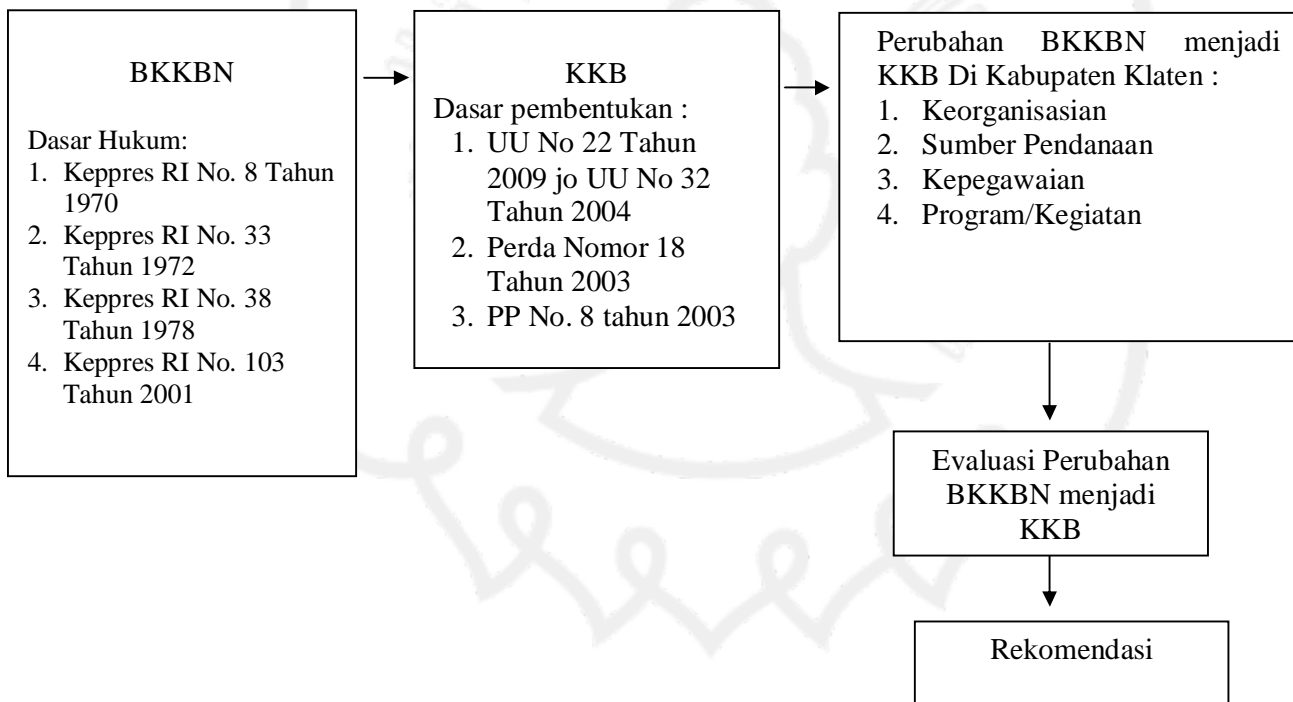 BKKBN
Dasar Hukum:
1. Keppres RI No. 8 Tahun
1970
2. Keppres RI No. 33
Tahun 1972
3. Keppres RI No. 38
Tahun 1978
4. Keppres RI No. 103
Tahun 2001
KKB
Dasar pembentukan :
1. UU No 22 Tahun
2009 jo UU No 32
Tahun 2004
2. Perda Nomor 18
Tahun 2003
3. PP No. 8 tahun 2003
Perubahan BKKBN menjadi
KKB Di Kabupaten Klaten :
1. Keorganisasian
2. Sumber Pendanaan
3. Kepegawaian
4. Program/Kegiatan
Evaluasi Perubahan
BKKBN menjadi
KKB
Rekomendasi